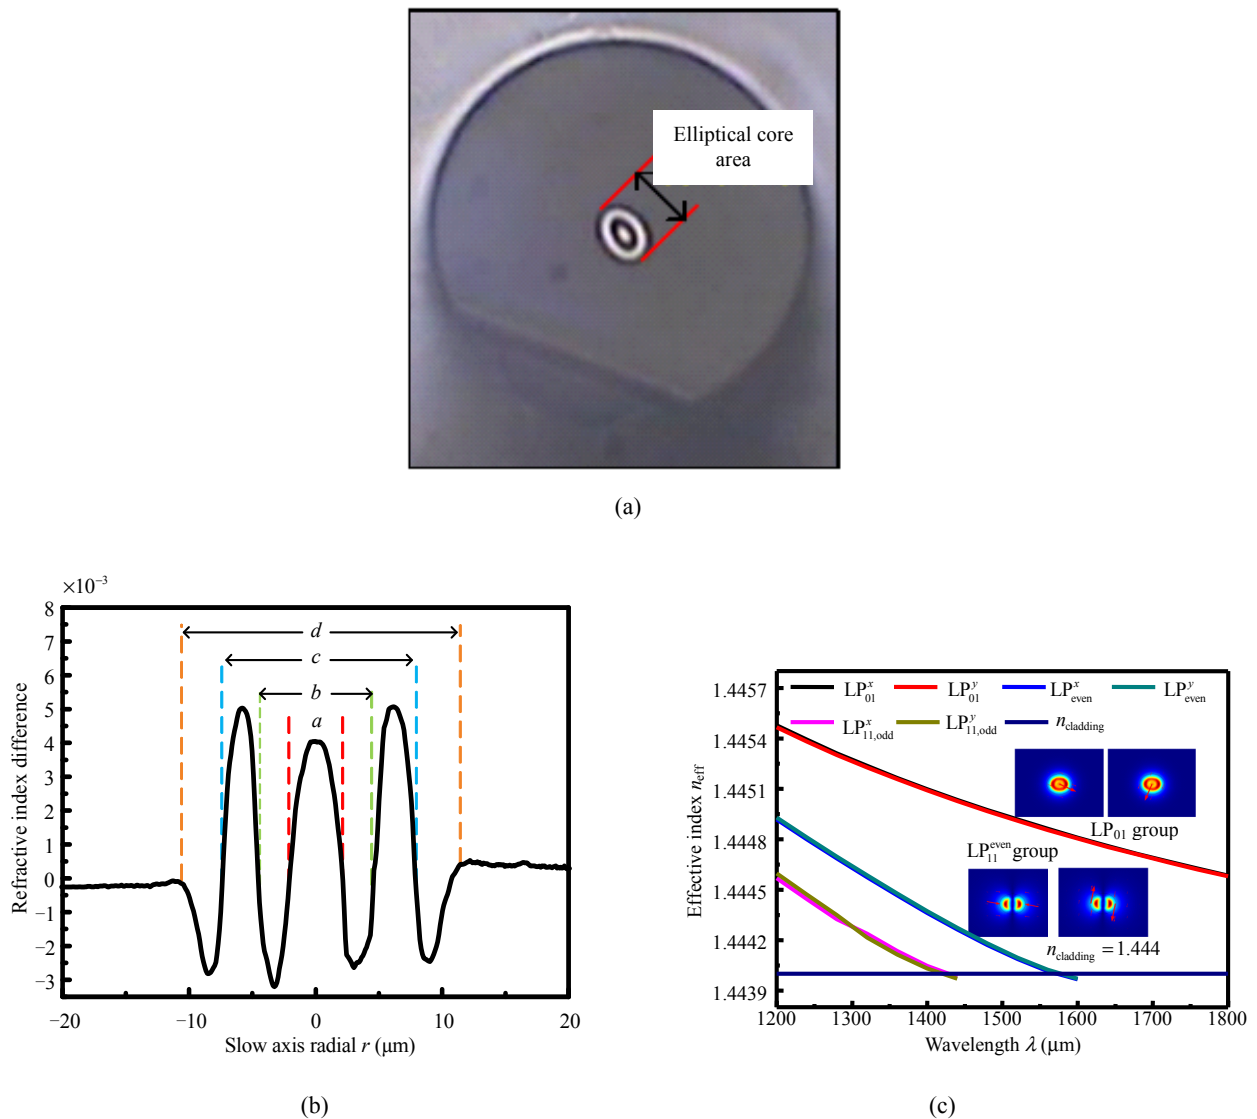 Elliptical core
area
(a)
×10⁻³
8
7
6
5
4
3
2
1
0
−1
−2
−3
−20
−10
0
10
20
d
c
b
a
Refractive index difference
Slow axis radial r (μm)
(b)
1.4457
1.4454
1.4451
1.4448
1.4445
1.4442
1.4439
1200
1300
1400
1500
1600
1700
1800
LP₀₁ˣ
LP₀₁ʸ
LPₑᵥₑₙˣ
LPₑᵥₑₙʸ
LP₁₁,oddˣ
LP₁₁,oddʸ
n cladding
LP₀₁ group
LP₁₁ᵉᵛᵉⁿ group
n cladding = 1.444
Effective index n eff
Wavelength λ (μm)
(c)